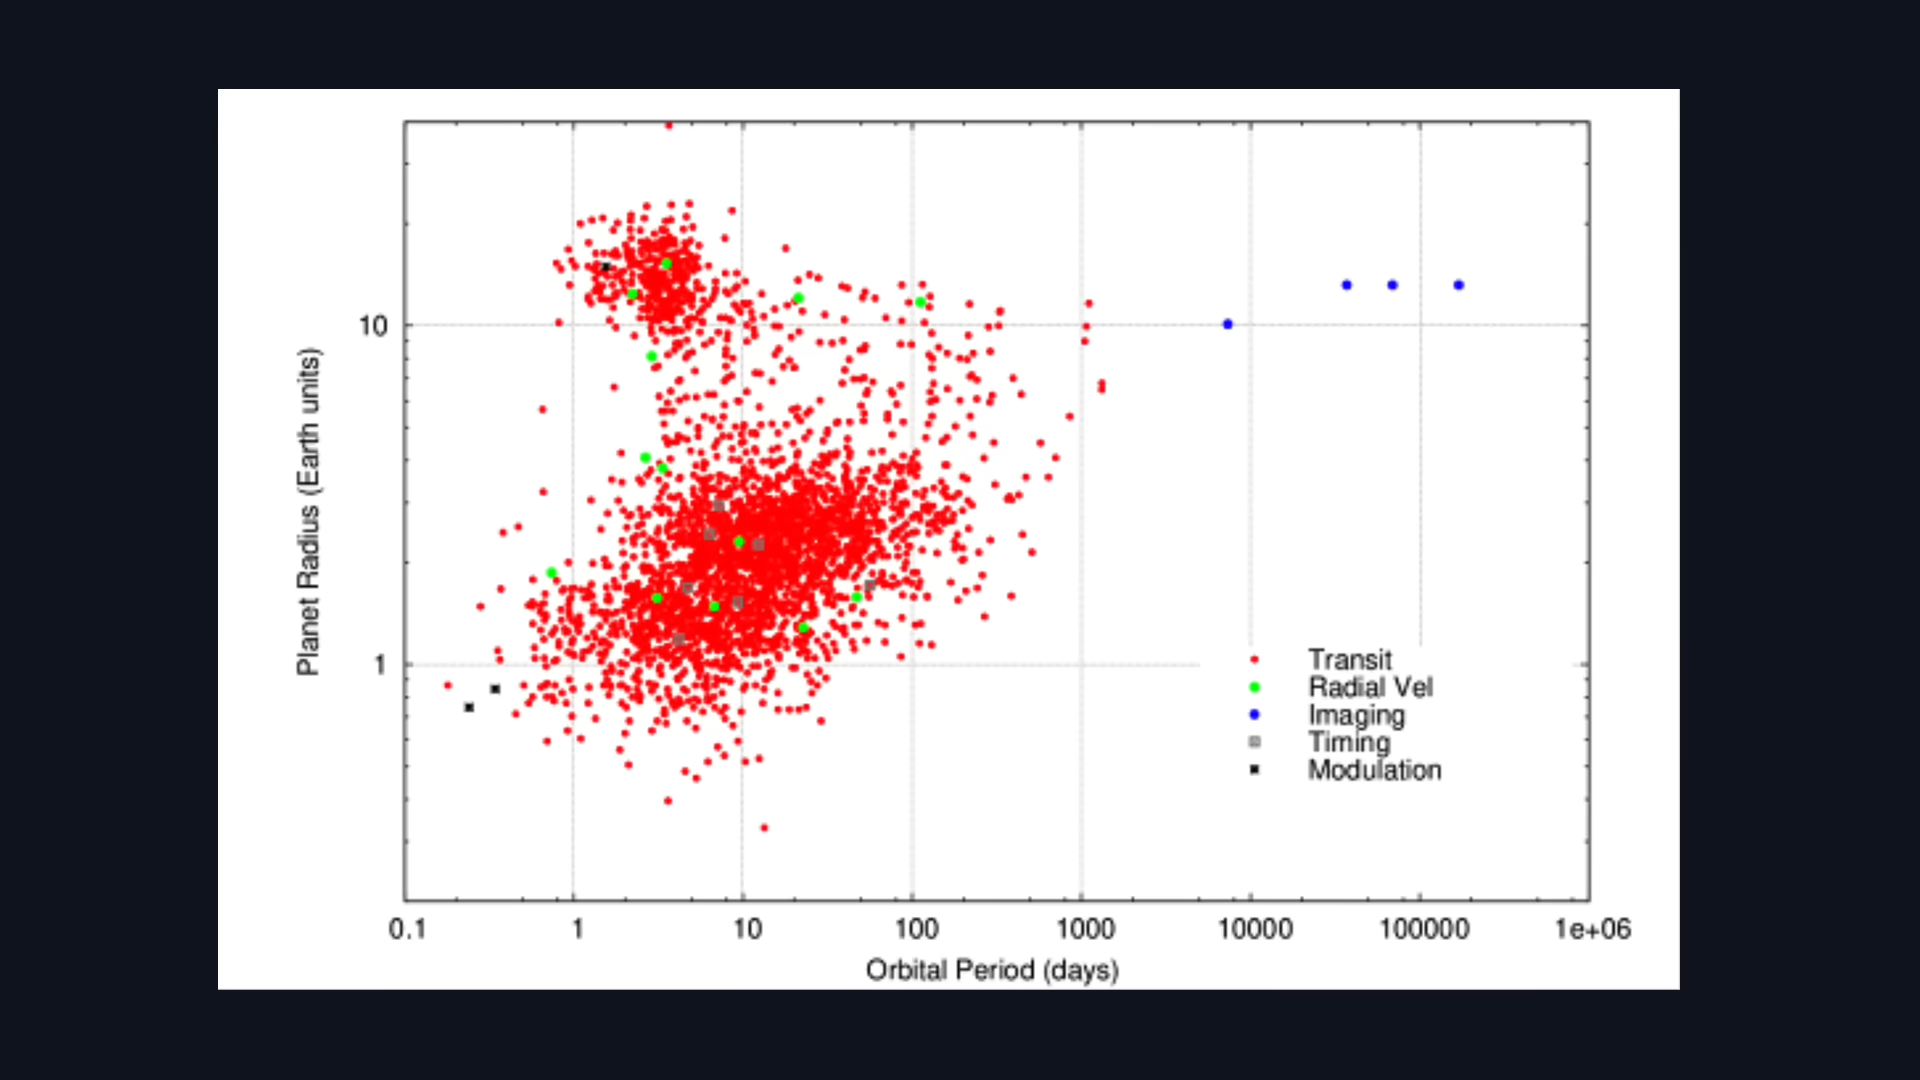 10
1
Planet Radius (Earth units)
Transit
Radial Vel
Imaging
Timing
Modulation
0.1 1 10 100 1000 10000 100000 1e+06
Orbital Period (days)